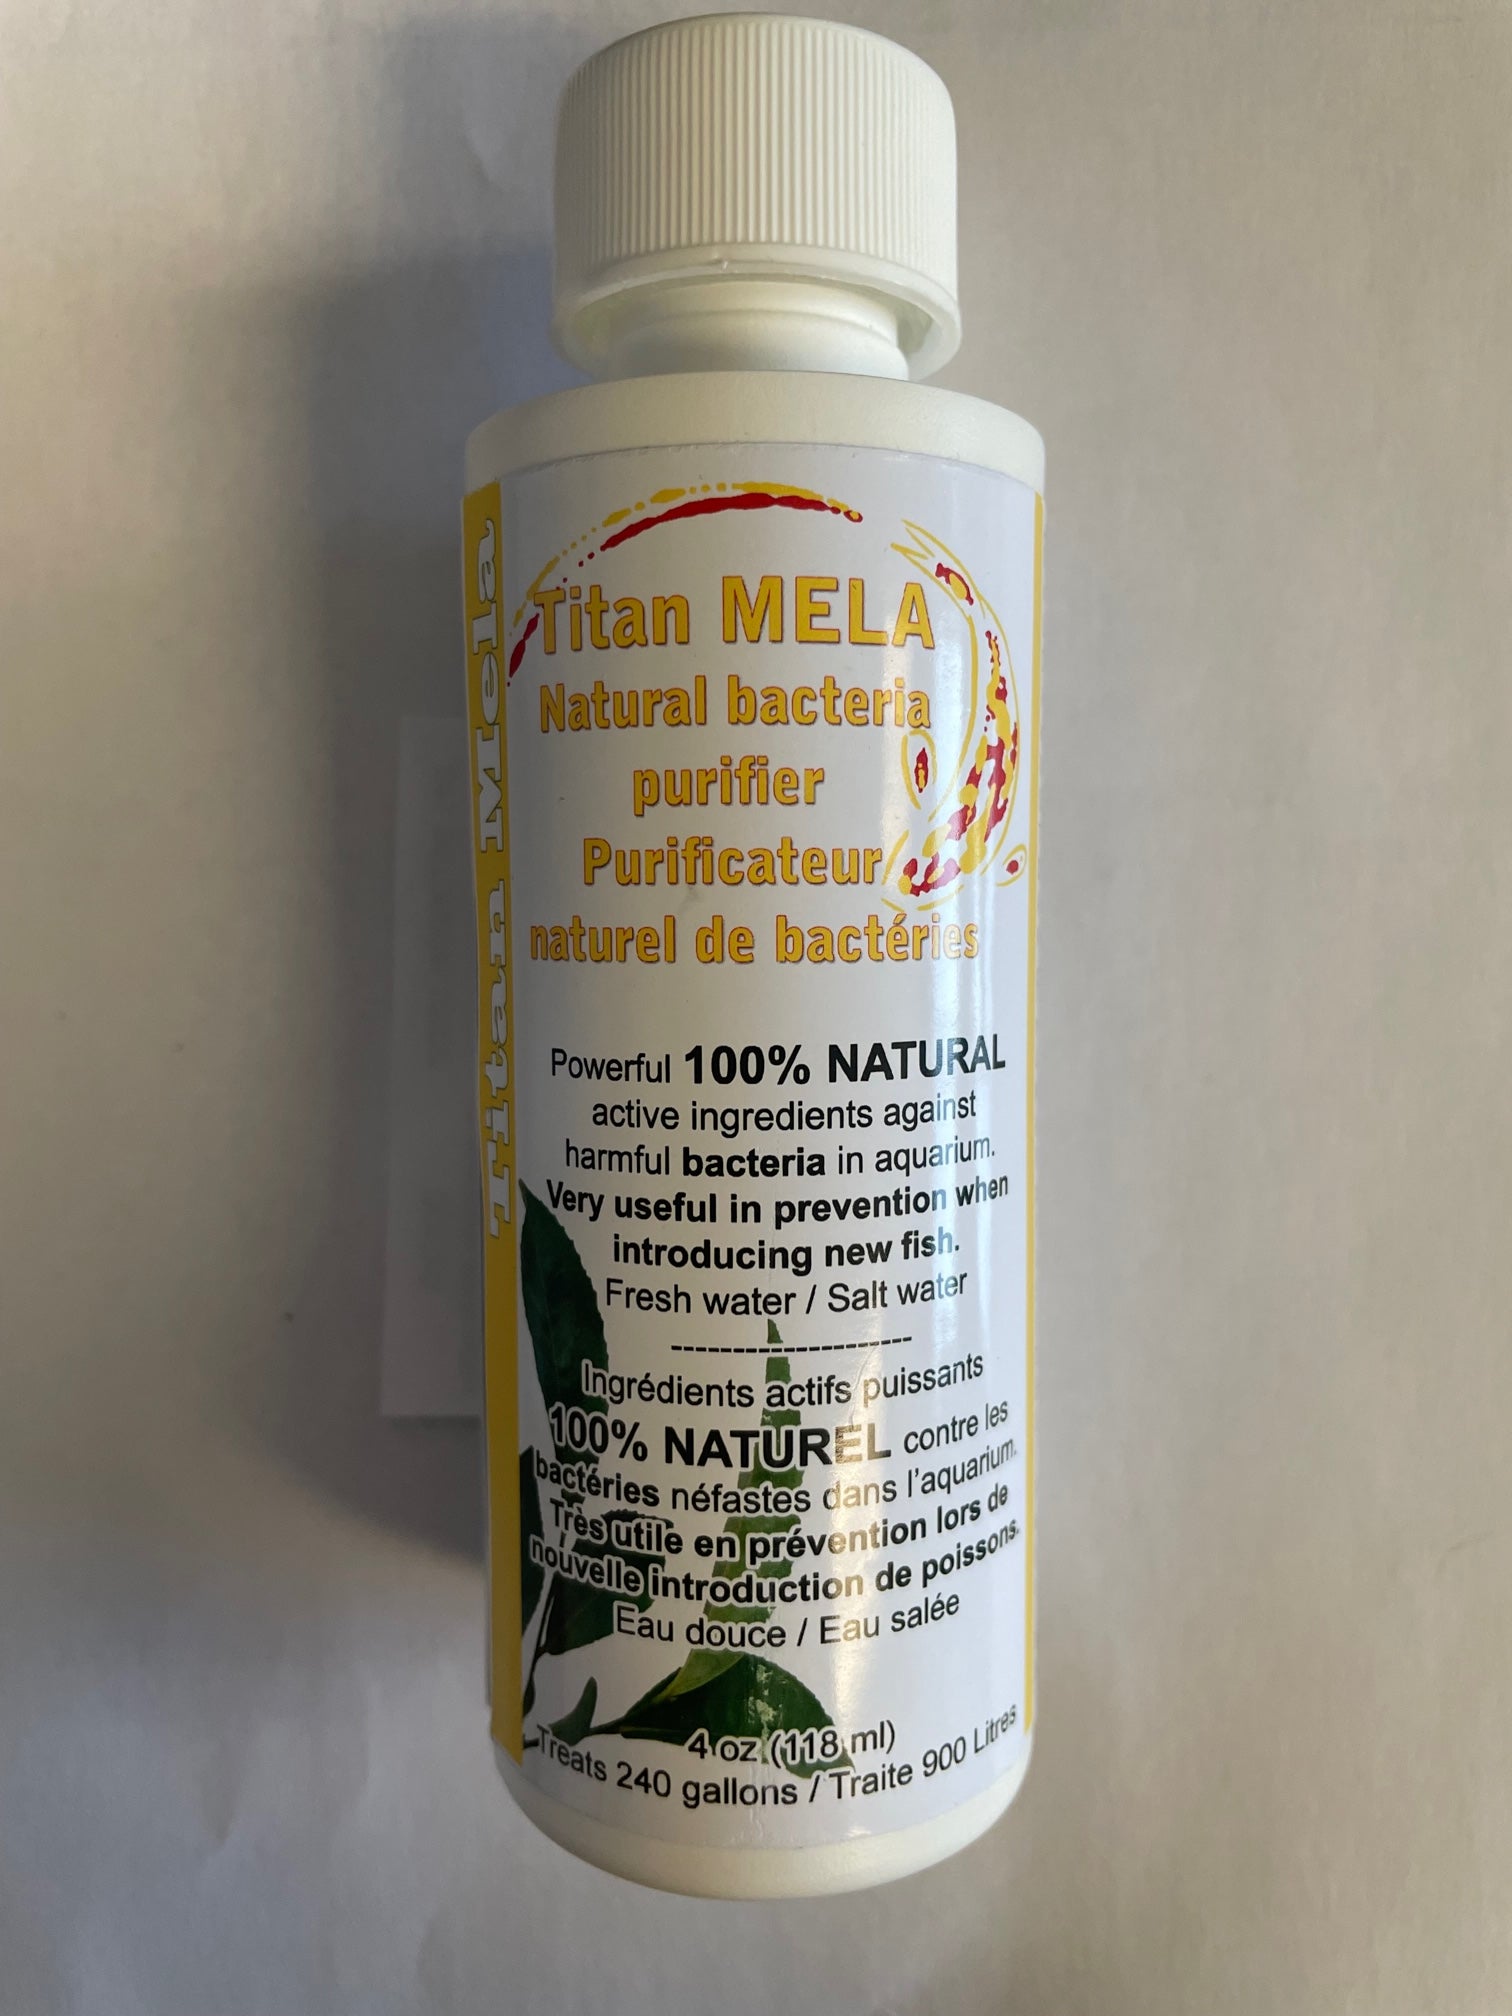 Titan Mela
Titan MELA
Natural bacteria
purifier
Purificateur
naturel de bactéries
Powerful 100% NATURAL
active ingredients against
harmful bacteria in aquarium.
Very useful in prevention when
introducing new fish.
Fresh water / Salt water
--------------------
Ingrédients actifs puissants
100% NATUREL contre les
bactéries néfastes dans l'aquarium.
Très utile en prévention lors de
nouvelle introduction de poissons.
Eau douce / Eau salée
4 oz (118 ml)
Treats 240 gallons / Traite 900 Litres